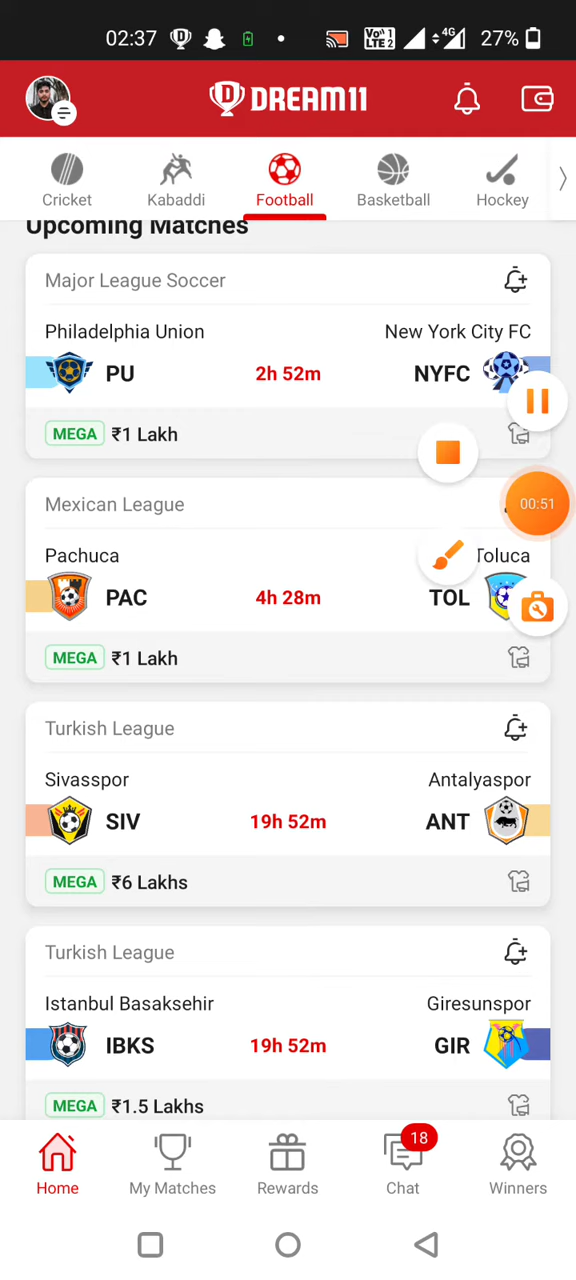 02:37 Vo)) 1 LTE 2 4G 27%
DREAM11
Cricket Kabaddi Football Basketball Hockey
Upcoming Matches
Major League Soccer
Philadelphia Union New York City FC
PU 2h 52m NYFC
MEGA ₹1 Lakh
Mexican League
00:51
Pachuca Toluca
PAC 4h 28m TOL
MEGA ₹1 Lakh
Turkish League
Sivasspor Antalyaspor
SIV 19h 52m ANT
MEGA ₹6 Lakhs
Turkish League
Istanbul Basaksehir Giresunspor
IBKS 19h 52m GIR
MEGA ₹1.5 Lakhs
18
Home My Matches Rewards Chat Winners